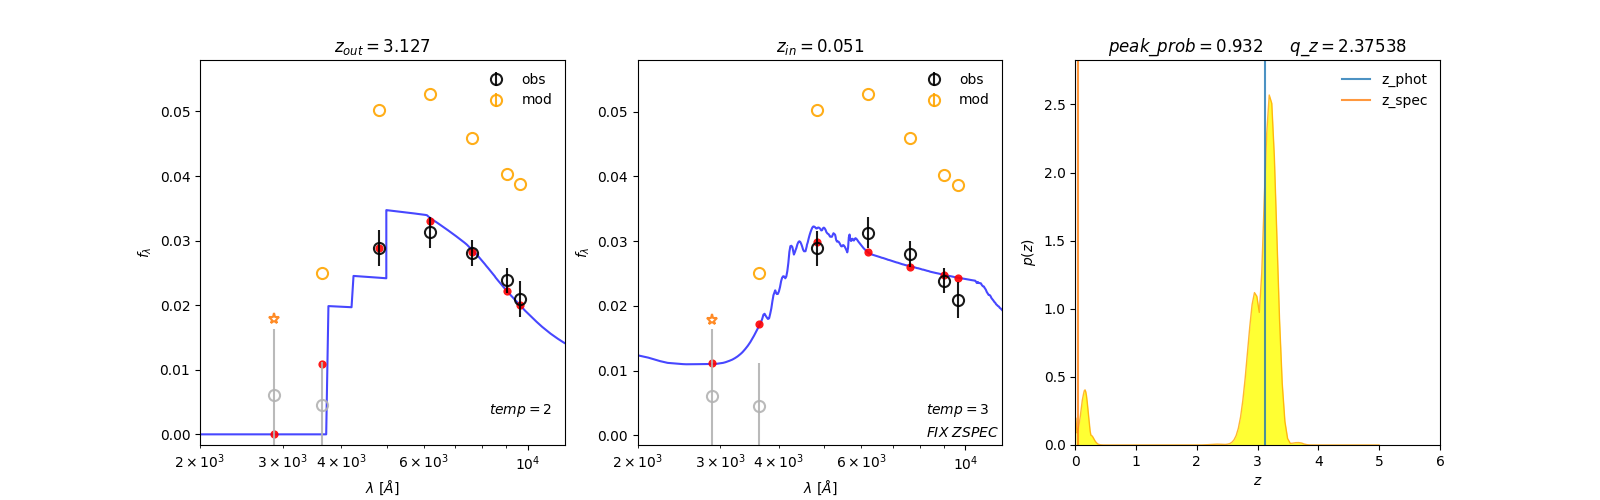 z_out = 3.127
z_in = 0.051
peak_prob = 0.932 q_z = 2.37538
obs
mod
obs
mod
z_phot
z_spec
0.05
0.04
0.03
0.02
0.01
0.00
f_λ
0.05
0.04
0.03
0.02
0.01
0.00
f_λ
2.5
2.0
1.5
1.0
0.5
0.0
p(z)
temp = 2
temp = 3
FIX ZSPEC
2 × 10³ 3 × 10³ 4 × 10³ 6 × 10³ 10⁴
2 × 10³ 3 × 10³ 4 × 10³ 6 × 10³ 10⁴
0 1 2 3 4 5 6
λ [Å]
λ [Å]
z